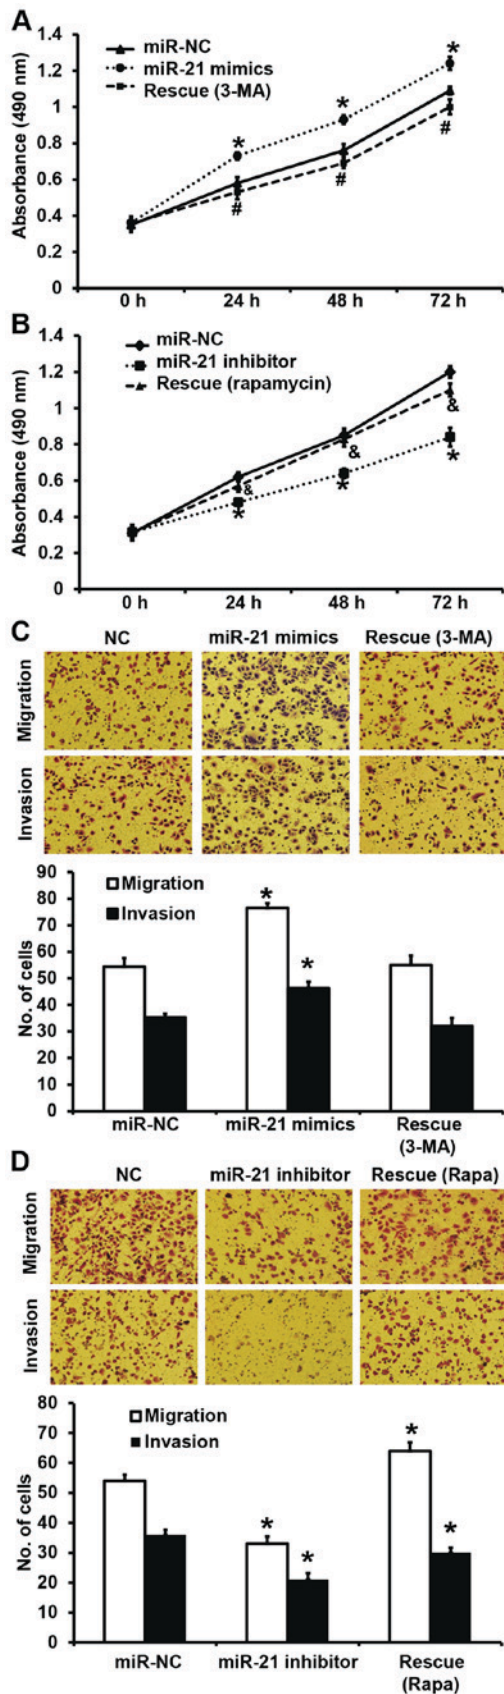 A
1.4
1.2
1
0.8
0.6
0.4
0.2
0
Absorbance (490 nm)
miR-NC
miR-21 mimics
Rescue (3-MA)
*
*
*
#
#
#
0 h 24 h 48 h 72 h
B
1.4
1.2
1
0.8
0.6
0.4
0.2
0
Absorbance (490 nm)
miR-NC
miR-21 inhibitor
Rescue (rapamycin)
&
&
&
*
*
*
0 h 24 h 48 h 72 h
C
NC miR-21 mimics Rescue (3-MA)
Migration
Invasion
90
80
70
60
50
40
30
20
10
0
No. of cells
Migration
Invasion
*
*
miR-NC miR-21 mimics Rescue
(3-MA)
D
NC miR-21 inhibitor Rescue (Rapa)
Migration
Invasion
80
70
60
50
40
30
20
10
0
No. of cells
Migration
Invasion
*
*
*
*
miR-NC miR-21 inhibitor Rescue
(Rapa)